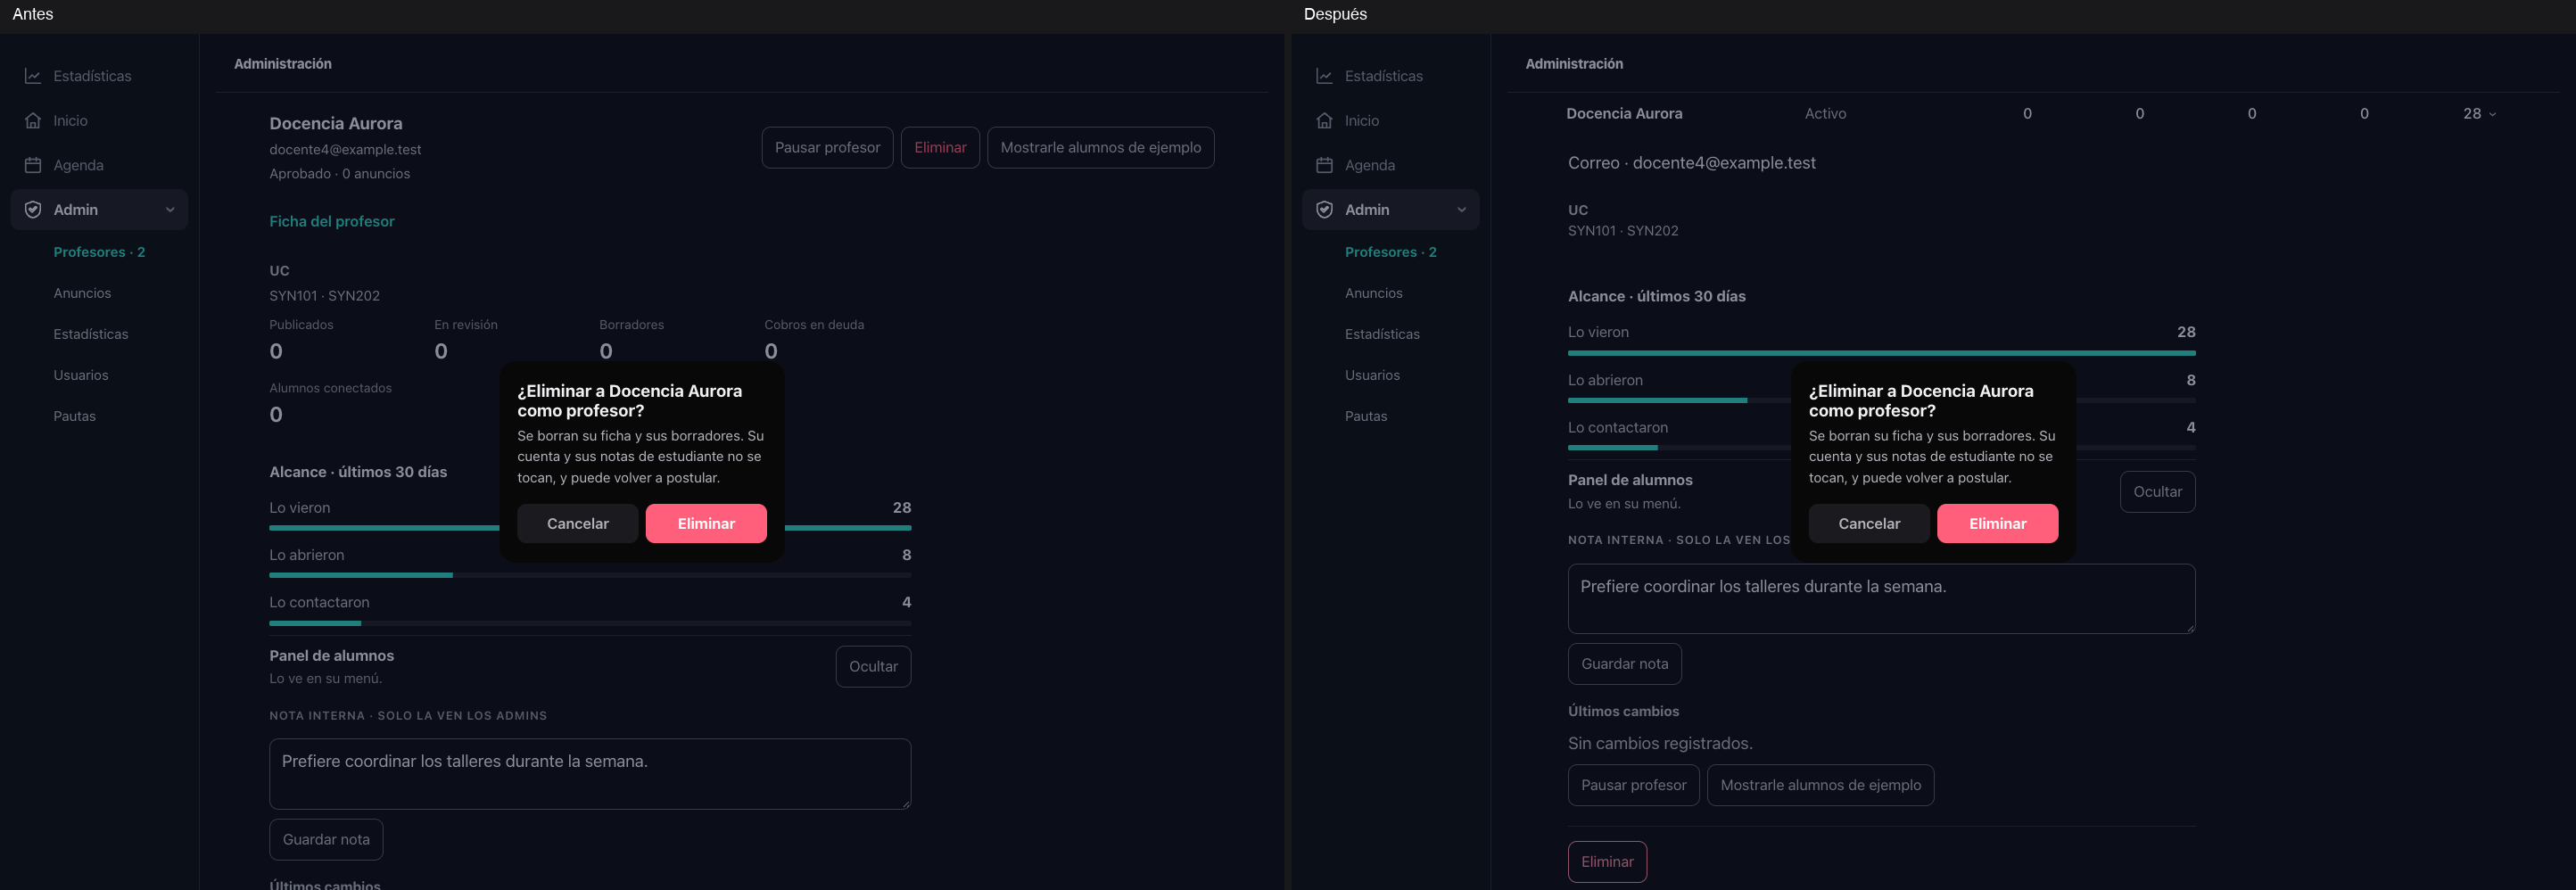 Antes
Estadísticas
Inicio
Agenda
Admin
Profesores · 2
Anuncios
Estadísticas
Usuarios
Pautas
Administración
Docencia Aurora
docente4@example.test
Aprobado · 0 anuncios
Pausar profesor
Eliminar
Mostrarle alumnos de ejemplo
Ficha del profesor
UC
SYN101 · SYN202
Publicados
En revisión
Borradores
Cobros en deuda
0
0
0
0
Alumnos conectados
0
¿Eliminar a Docencia Aurora
como profesor?
Se borran su ficha y sus borradores. Su
cuenta y sus notas de estudiante no se
tocan, y puede volver a postular.
Cancelar
Eliminar
Alcance · últimos 30 días
Lo vieron
28
Lo abrieron
8
Lo contactaron
4
Panel de alumnos
Lo ve en su menú.
Ocultar
NOTA INTERNA · SOLO LA VEN LOS ADMINS
Prefiere coordinar los talleres durante la semana.
Guardar nota
Últimos cambios
Después
Estadísticas
Inicio
Agenda
Admin
Profesores · 2
Anuncios
Estadísticas
Usuarios
Pautas
Administración
Docencia Aurora
Activo
0
0
0
0
28
Correo · docente4@example.test
UC
SYN101 · SYN202
Alcance · últimos 30 días
Lo vieron
28
Lo abrieron
8
Lo contactaron
4
¿Eliminar a Docencia Aurora
como profesor?
Se borran su ficha y sus borradores. Su
cuenta y sus notas de estudiante no se
tocan, y puede volver a postular.
Cancelar
Eliminar
Panel de alumnos
Lo ve en su menú.
Ocultar
NOTA INTERNA · SOLO LA VEN LOS
Prefiere coordinar los talleres durante la semana.
Guardar nota
Últimos cambios
Sin cambios registrados.
Pausar profesor
Mostrarle alumnos de ejemplo
Eliminar